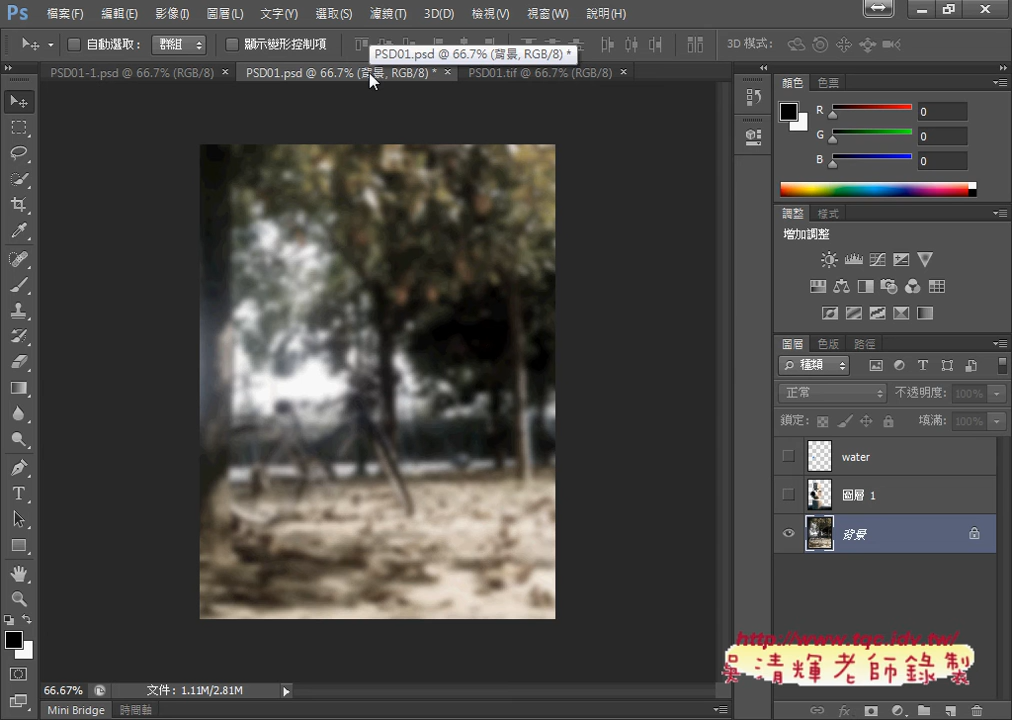 Ps 檔案(F) 編輯(E) 影像(I) 圖層(L) 文字(Y) 選取(S) 濾鏡(T) 3D(D) 檢視(V) 視窗(W) 說明(H)
自動選取： 群組 顯示變形控制項 3D 模式：
PSD01.psd @ 66.7% (背景, RGB/8) *
PSD01-1.psd @ 66.7% (RGB/8) × PSD01.psd @ 66.7% (背景, RGB/8) * × PSD01.tif @ 66.7% (RGB/8) ×
顏色 色票
R 0
G 0
B 0
調整 樣式
增加調整
圖層 色版 路徑
種類
正常 不透明度： 100%
鎖定： 填滿： 100%
water
圖層 1
背景
http://www.tqc.idv.tw/
吳清輝老師錄製
66.67% 文件：1.11M/2.81M
Mini Bridge 時間軸
fx